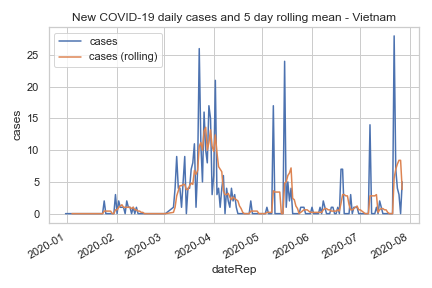 New COVID-19 daily cases and 5 day rolling mean - Vietnam
cases
cases (rolling)
25
20
15
10
5
0
cases
2020-01
2020-02
2020-03
2020-04
2020-05
2020-06
2020-07
2020-08
dateRep